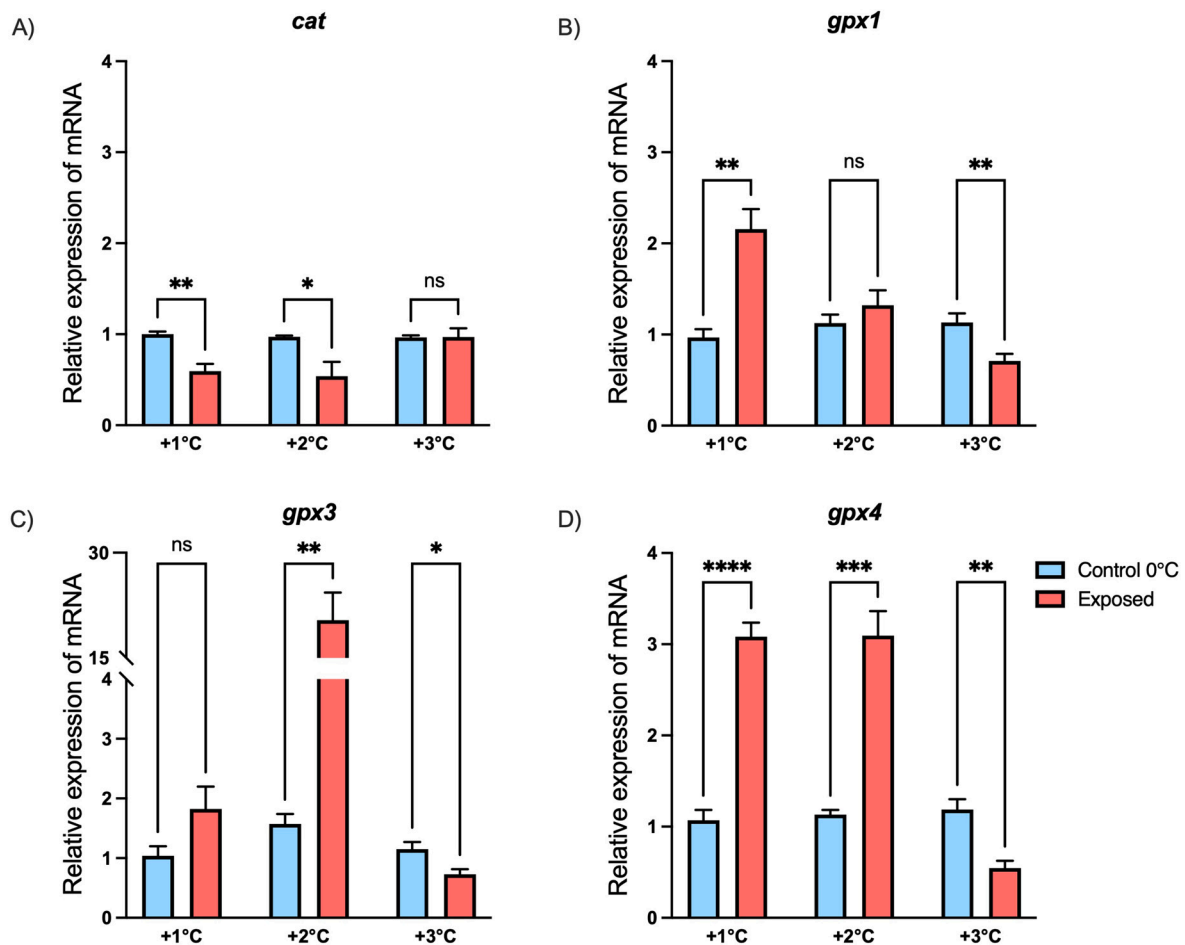 A)
cat
Relative expression of mRNA
4
3
2
1
0
** * ns
+1°C +2°C +3°C
B)
gpx1
Relative expression of mRNA
4
3
2
1
0
** ns **
+1°C +2°C +3°C
C)
gpx3
Relative expression of mRNA
30
15
4
3
2
1
0
ns ** *
+1°C +2°C +3°C
D)
gpx4
Relative expression of mRNA
4
3
2
1
0
**** *** **
+1°C +2°C +3°C
Control 0°C
Exposed